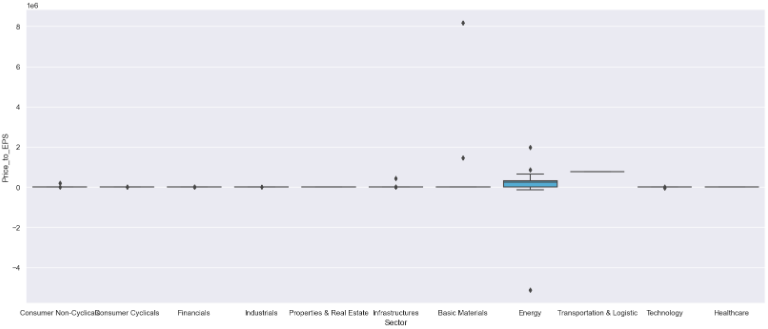 1e6
8
6
4
2
0
−2
−4
Price_to_EPS
Consumer Non-Cyclicals Consumer Cyclicals Financials Industrials Properties & Real Estate Infrastructures Basic Materials Energy Transportation & Logistic Technology Healthcare
Sector